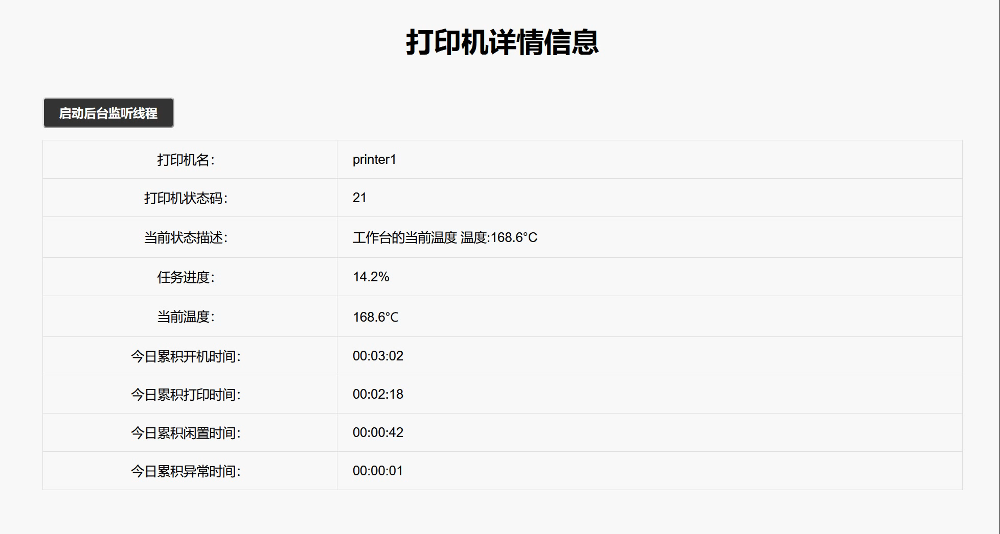 打印机详情信息
启动后台监听线程
打印机名： printer1
打印机状态码： 21
当前状态描述： 工作台的当前温度 温度:168.6°C
任务进度： 14.2%
当前温度： 168.6℃
今日累积开机时间： 00:03:02
今日累积打印时间： 00:02:18
今日累积闲置时间： 00:00:42
今日累积异常时间： 00:00:01